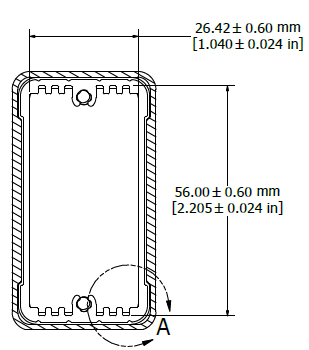 26.42± 0.60 mm
[1.040± 0.024 in]
56.00± 0.60 mm
[2.205± 0.024 in]
A